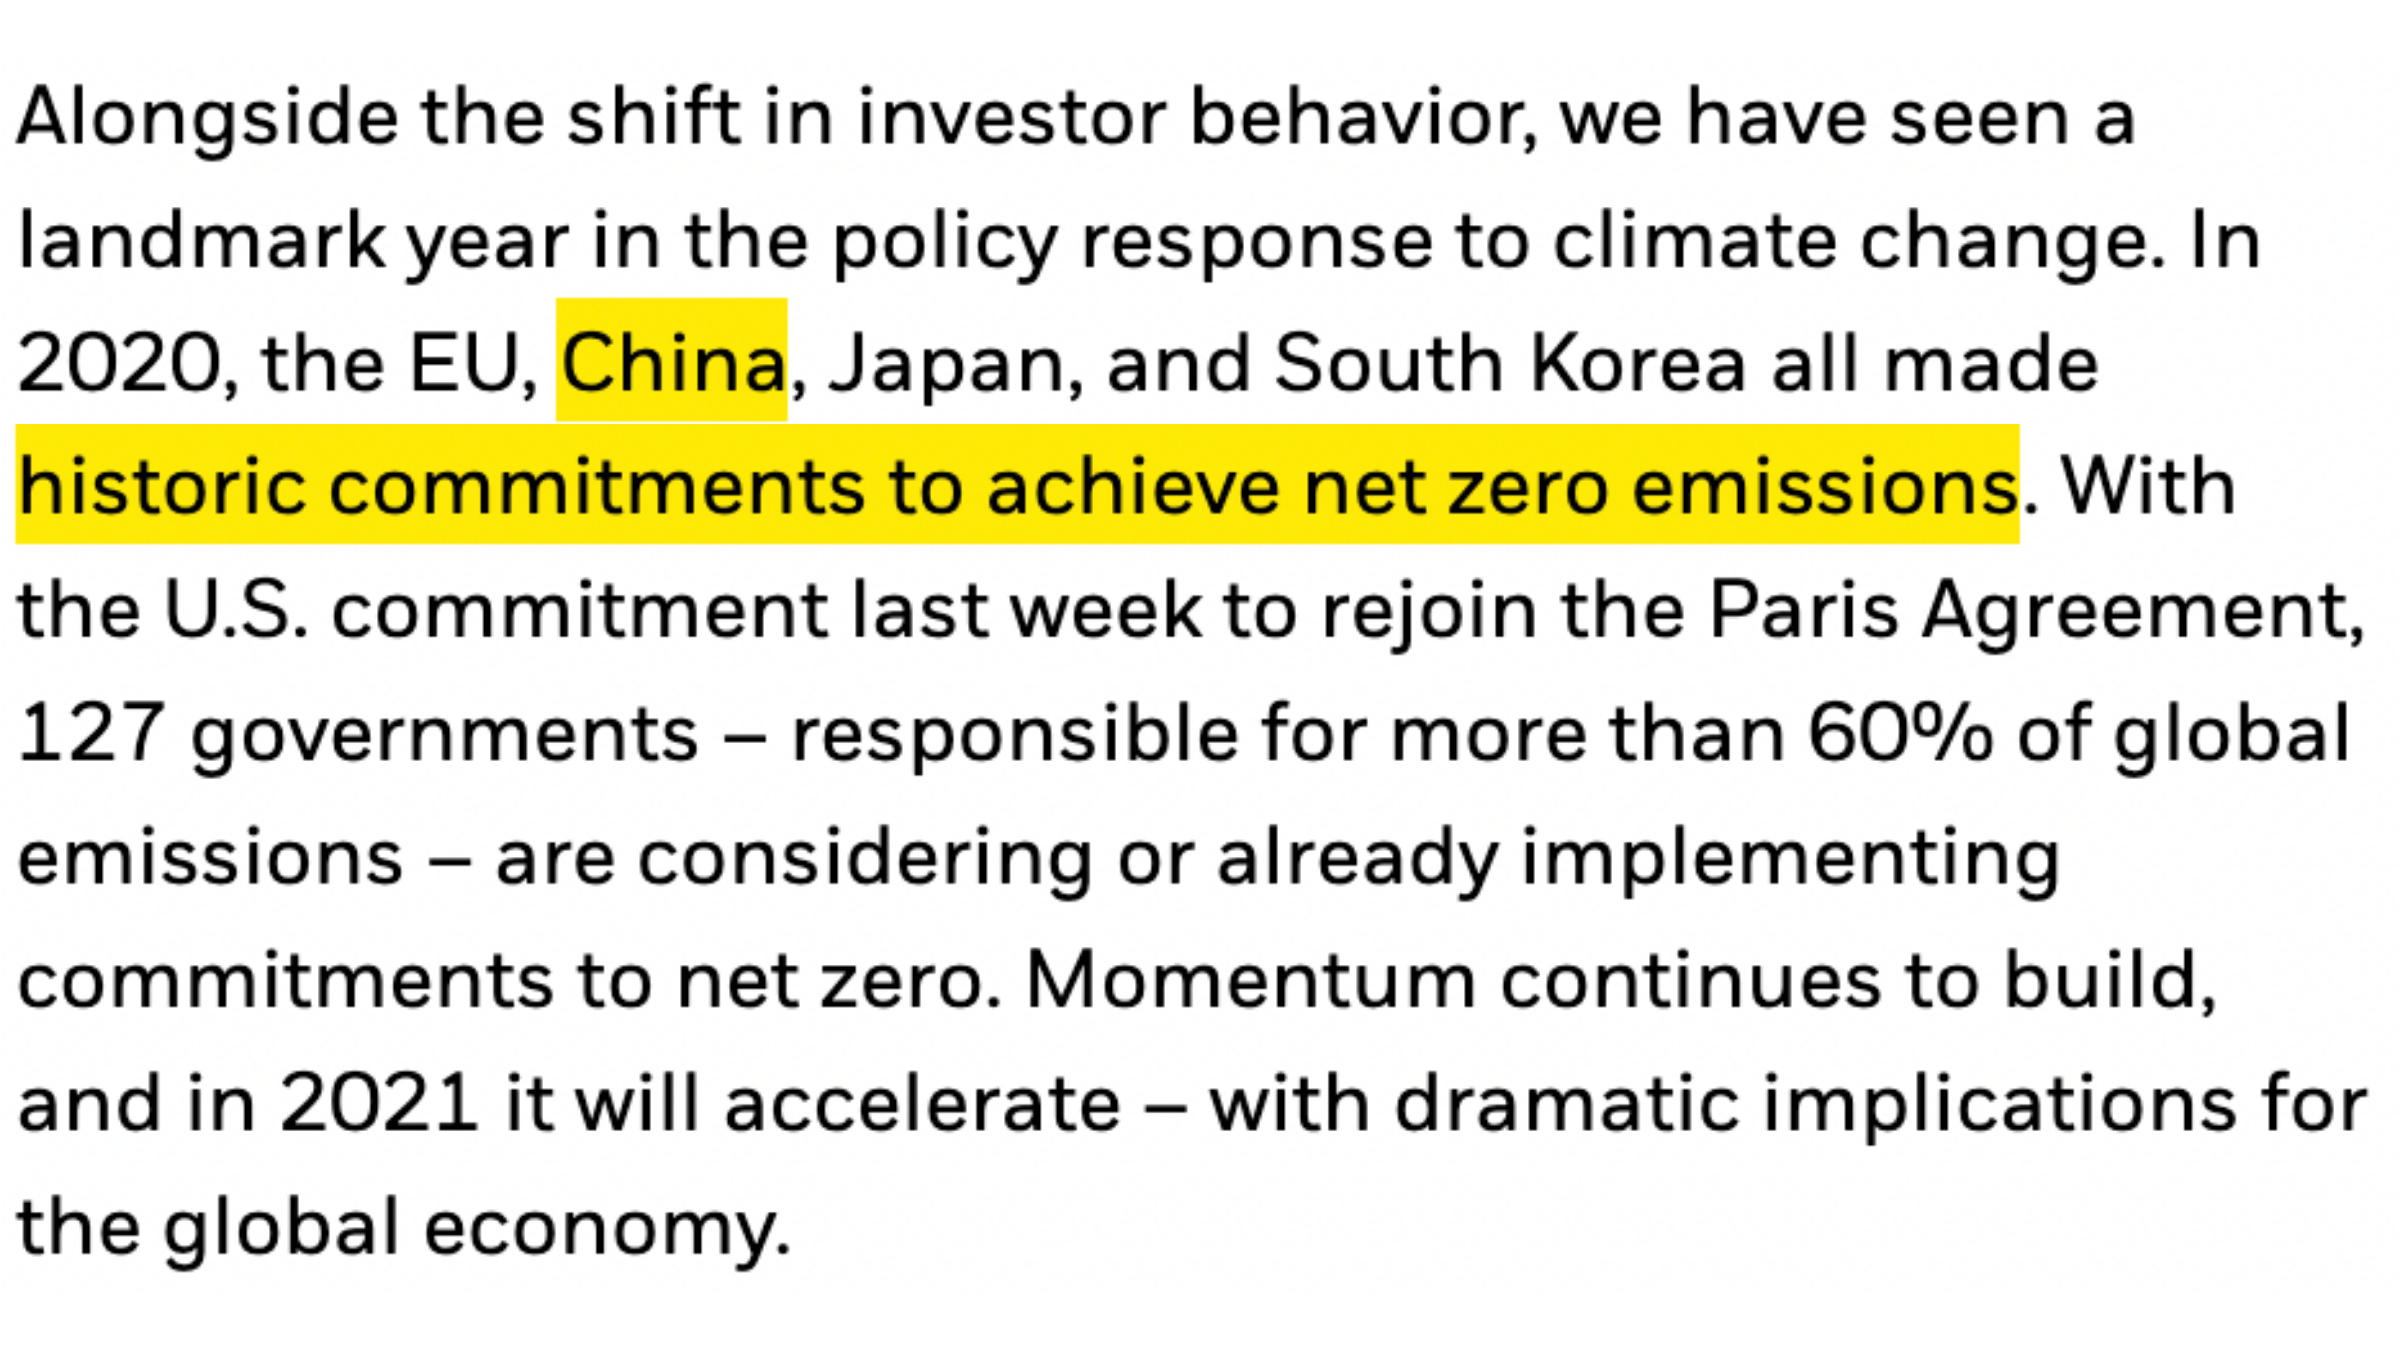 Alongside the shift in investor behavior, we have seen a
landmark year in the policy response to climate change. In
2020, the EU, China, Japan, and South Korea all made
historic commitments to achieve net zero emissions. With
the U.S. commitment last week to rejoin the Paris Agreement,
127 governments – responsible for more than 60% of global
emissions – are considering or already implementing
commitments to net zero. Momentum continues to build,
and in 2021 it will accelerate – with dramatic implications for
the global economy.